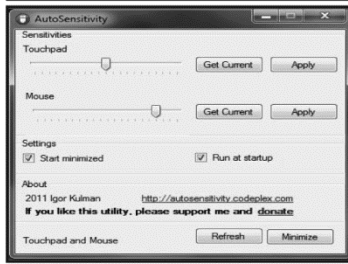 AutoSensitivity
Sensitivities
Touchpad
Get Current Apply
Mouse
Get Current Apply
Settings
Start minimized Run at startup
About
2011 Igor Kulman http://autosensitivity.codeplex.com
If you like this utility, please support me and donate
Touchpad and Mouse Refresh Minimize